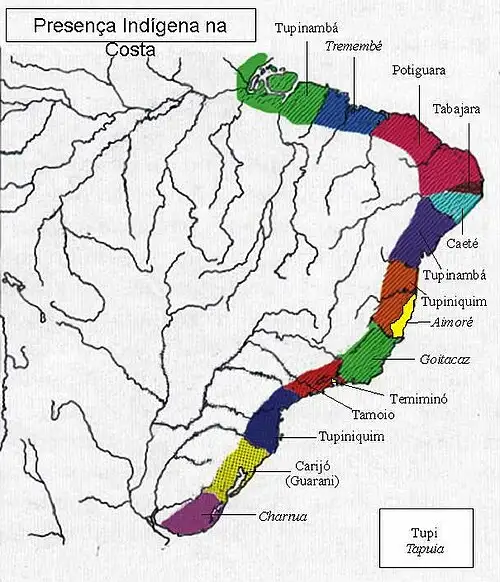 Presença Indígena na
Costa
Tupinambá
Tremembé
Potiguara
Tabajara
Caeté
Tupinambá
Tupiniquim
Aimoré
Goitacaz
Temiminó
Tamoio
Tupiniquim
Carijó
(Guarani)
Charrua
Tupi
Tapuia